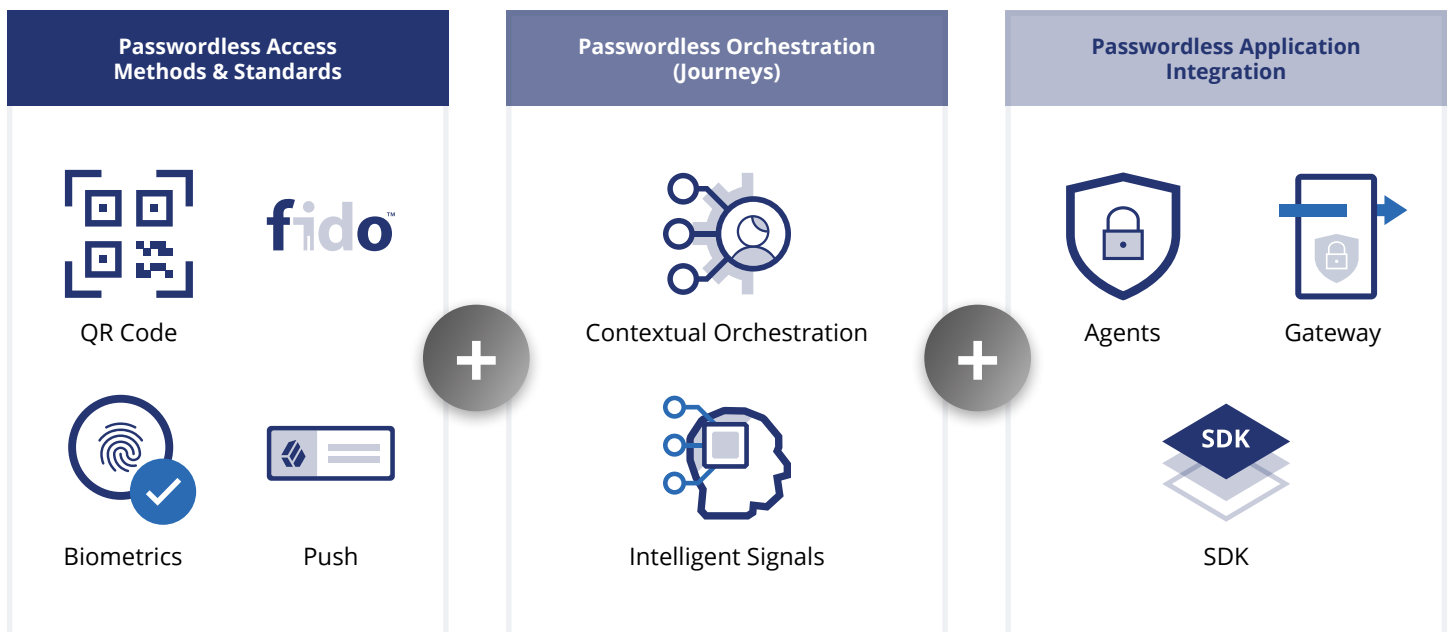 Passwordless Access
Methods & Standards
Passwordless Orchestration
(Journeys)
Passwordless Application
Integration
fido™
QR Code
Contextual Orchestration
Agents
Gateway
SDK
Biometrics
Push
Intelligent Signals
SDK